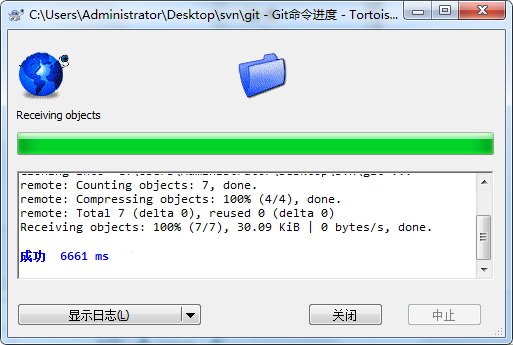 C:\Users\Administrator\Desktop\svn\git - Git命令进度 - Tortois...
Receiving objects
remote: Counting objects: 7, done.
remote: Compressing objects: 100% (4/4), done.
remote: Total 7 (delta 0), reused 0 (delta 0)
Receiving objects: 100% (7/7), 30.09 KiB | 0 bytes/s, done.
成功 6661 ms
显示日志(L)
关闭
中止